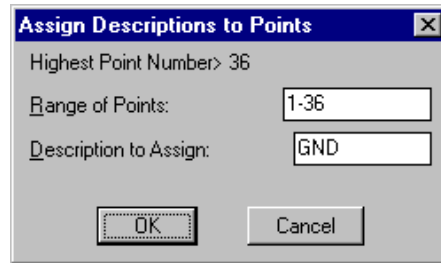 Assign Descriptions to Points
Highest Point Number> 36
Range of Points: 1-36
Description to Assign: GND
OK Cancel